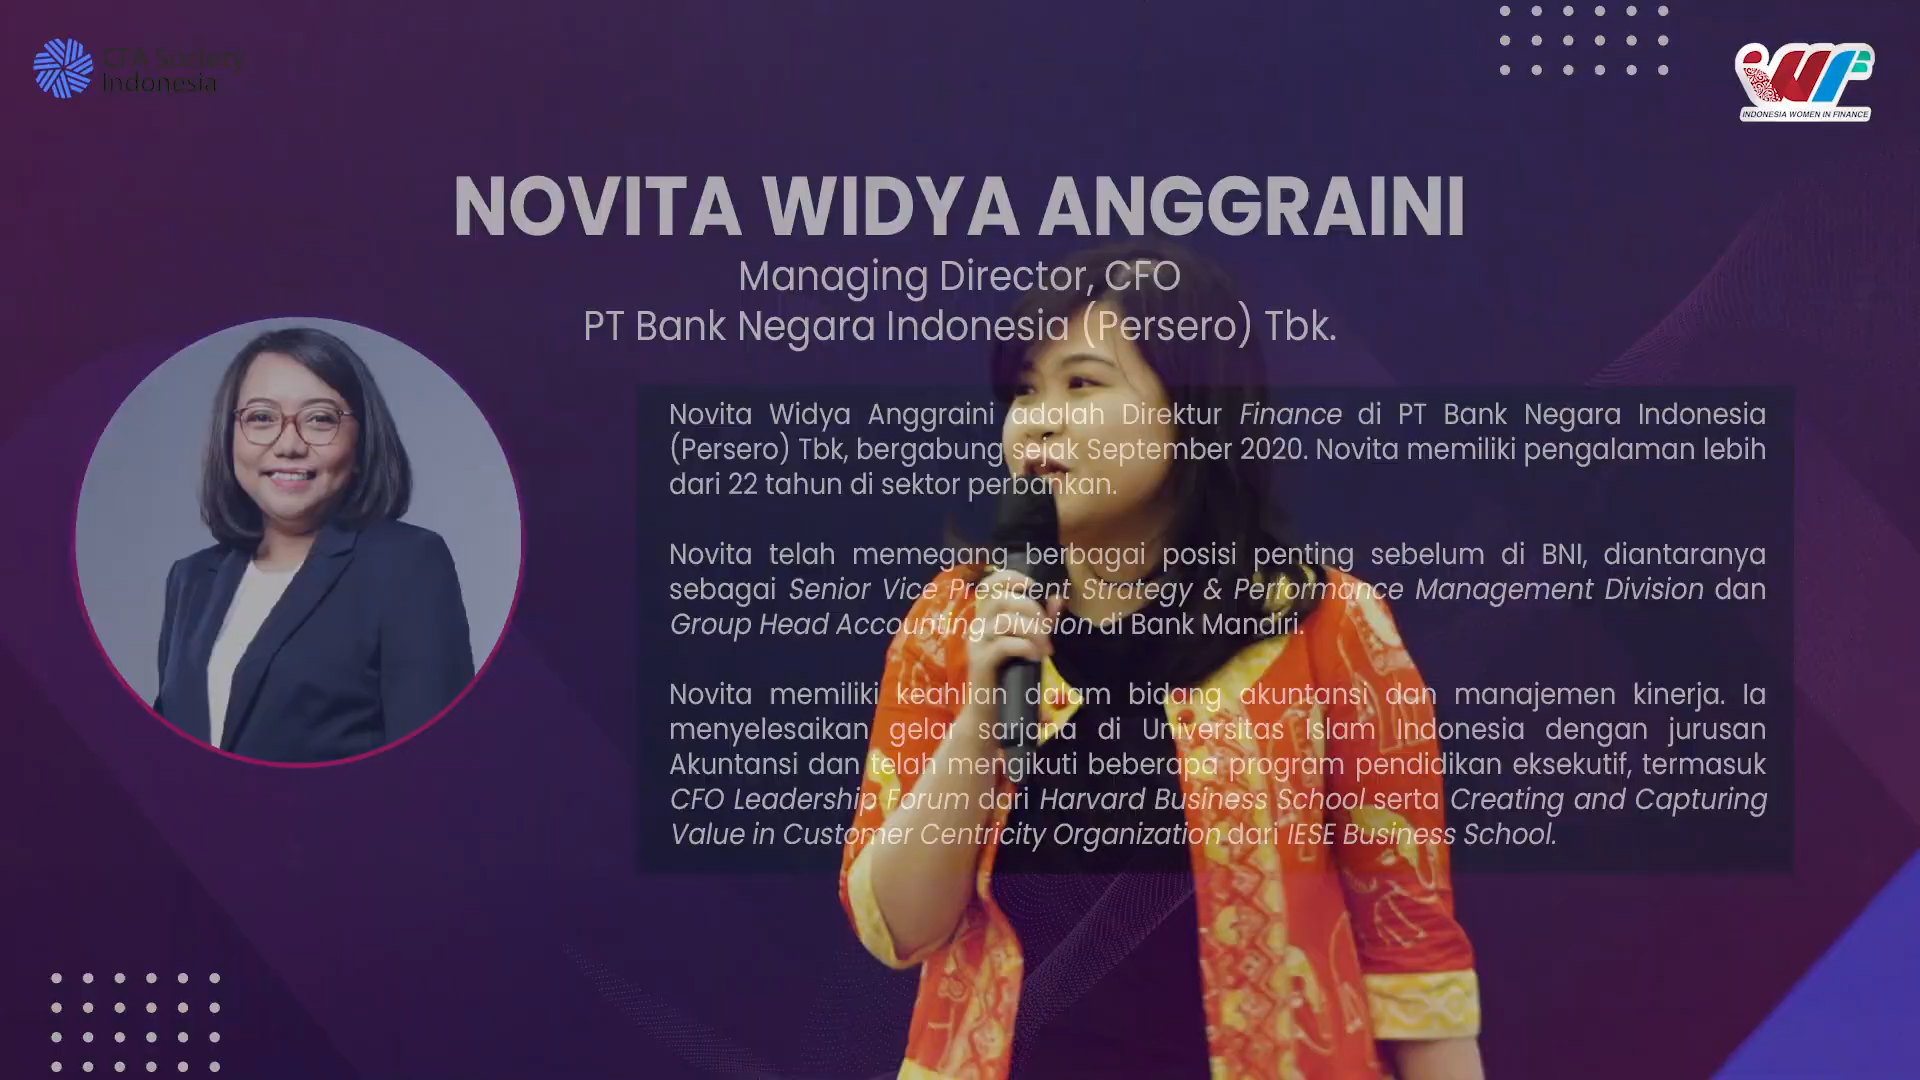 CFA Society
Indonesia
INDONESIA WOMEN IN FINANCE
NOVITA WIDYA ANGGRAINI
Managing Director, CFO
PT Bank Negara Indonesia (Persero) Tbk.
Novita Widya Anggraini adalah Direktur Finance di PT Bank Negara Indonesia
(Persero) Tbk, bergabung sejak September 2020. Novita memiliki pengalaman lebih
dari 22 tahun di sektor perbankan.
Novita telah memegang berbagai posisi penting sebelum di BNI, diantaranya
sebagai Senior Vice President Strategy & Performance Management Division dan
Group Head Accounting Division di Bank Mandiri.
Novita memiliki keahlian dalam bidang akuntansi dan manajemen kinerja. Ia
menyelesaikan gelar sarjana di Universitas Islam Indonesia dengan jurusan
Akuntansi dan telah mengikuti beberapa program pendidikan eksekutif, termasuk
CFO Leadership Forum dari Harvard Business School serta Creating and Capturing
Value in Customer Centricity Organization dari IESE Business School.